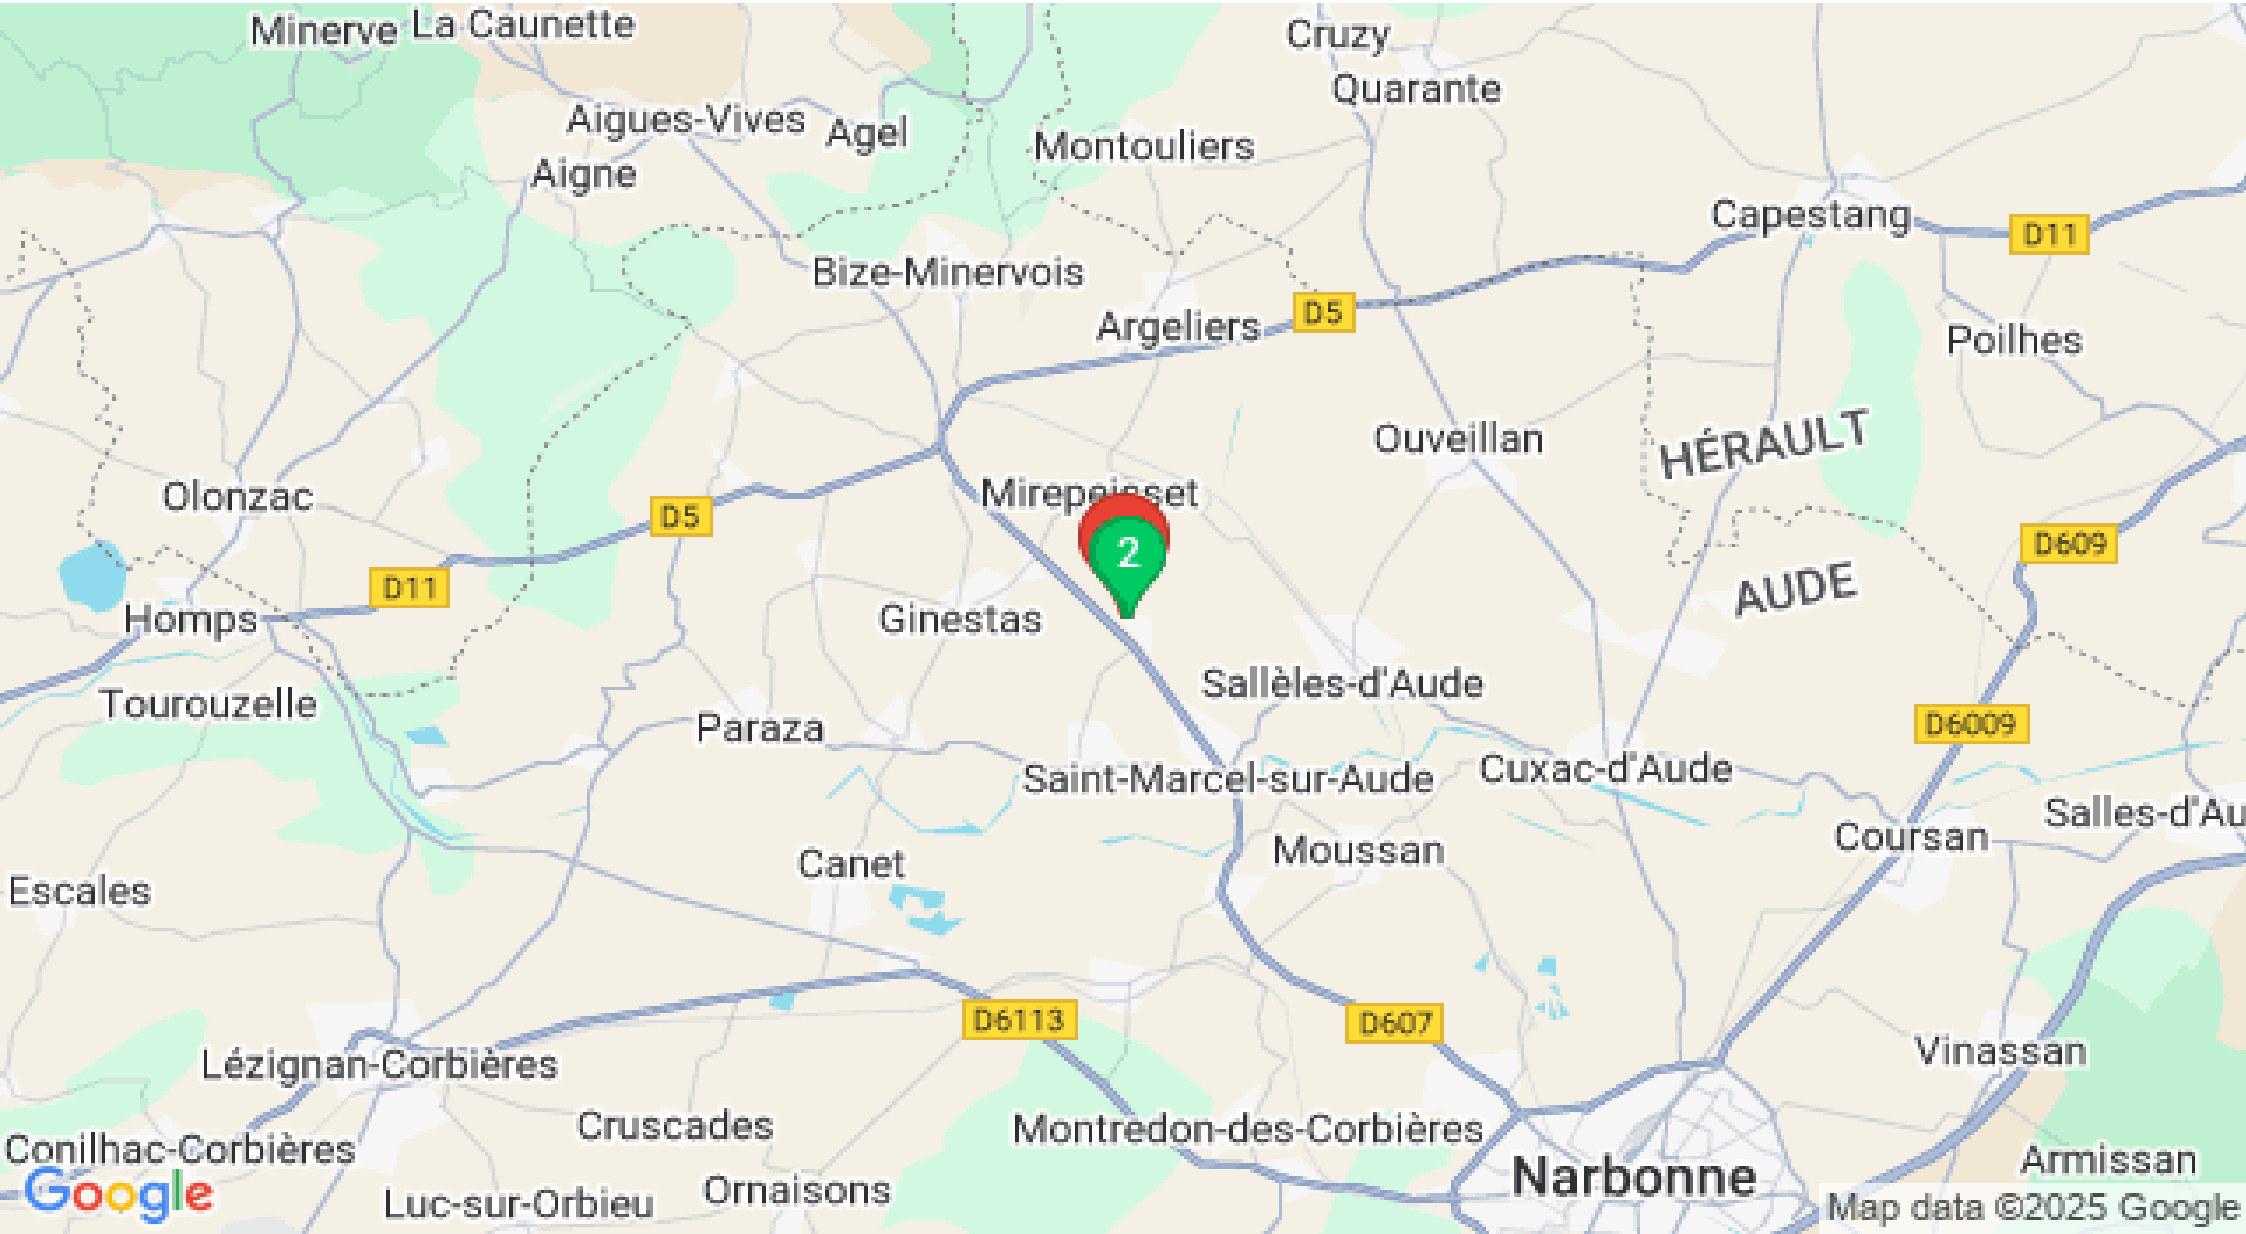 Minerve
La Caunette
Cruzy
Quarante
Aigues-Vives
Agel
Montouliers
Aigne
Capestang
D11
Bize-Minervois
D5
Argeliers
Poilhes
Ouveillan
HÉRAULT
Mirepeisset
Olonzac
D5
D609
2
D11
AUDE
Homps
Ginestas
Sallèles-d'Aude
Tourouzelle
Paraza
D6009
Saint-Marcel-sur-Aude
Cuxac-d'Aude
Salles-d'Au
Coursan
Moussan
Canet
Escales
D6113
D607
Vinassan
Lézignan-Corbières
Cruscades
Montredon-des-Corbières
Conilhac-Corbières
Armissan
Narbonne
Google
Ornaisons
Luc-sur-Orbieu
Map data ©2025 Google